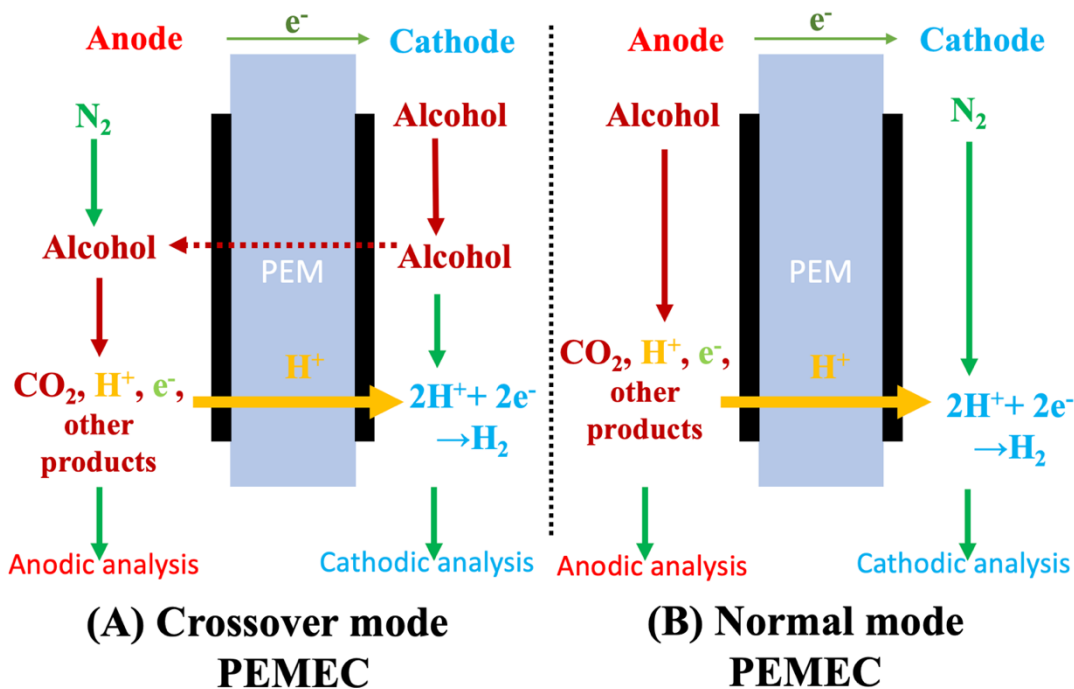 Anode
e⁻
Cathode
N₂
Alcohol
Alcohol
Alcohol
PEM
CO₂, H⁺, e⁻,
other
products
H⁺
2H⁺+ 2e⁻
→H₂
Anodic analysis
Cathodic analysis
(A) Crossover mode
PEMEC
Anode
e⁻
Cathode
Alcohol
N₂
PEM
CO₂, H⁺, e⁻,
other
products
H⁺
2H⁺+ 2e⁻
→H₂
Anodic analysis
Cathodic analysis
(B) Normal mode
PEMEC